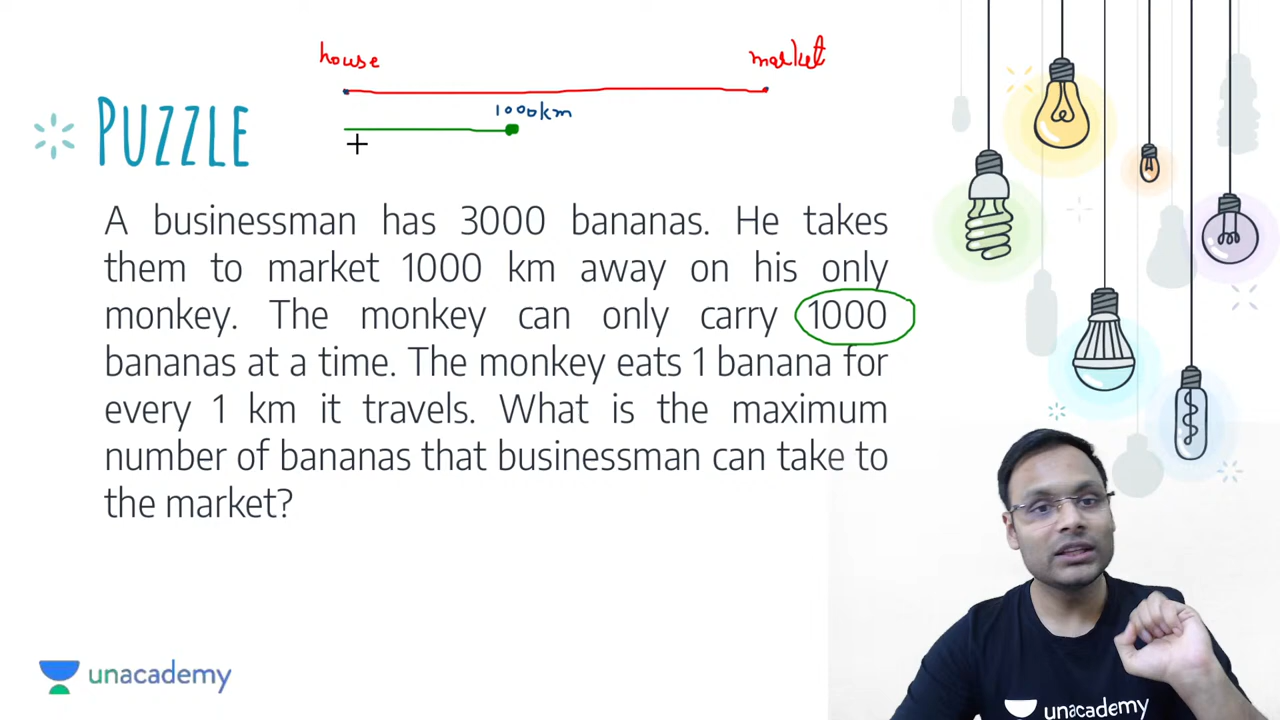 house market
1000km
PUZZLE
A businessman has 3000 bananas. He takes
them to market 1000 km away on his only
monkey. The monkey can only carry 1000
bananas at a time. The monkey eats 1 banana for
every 1 km it travels. What is the maximum
number of bananas that businessman can take to
the market?
unacademy
unacademy